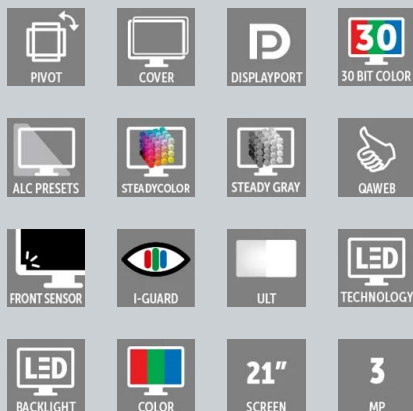 30
PIVOT
COVER
DISPLAYPORT
30 BIT COLOR
ALC PRESETS
STEADYCOLOR
STEADY GRAY
QAWEB
LED
FRONT SENSOR
I-GUARD
ULT
TECHNOLOGY
LED
21"
3
BACKLIGHT
COLOR
SCREEN
MP